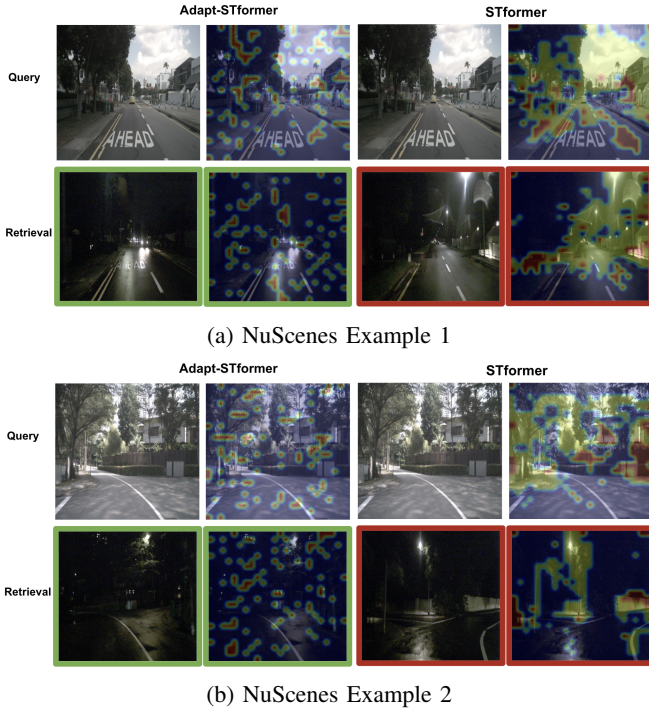 Adapt-STformer STformer
Query
AHEAD AHEAD AHEAD AHEAD
Retrieval
AHEAD
(a) NuScenes Example 1
Adapt-STformer STformer
Query
Retrieval
(b) NuScenes Example 2